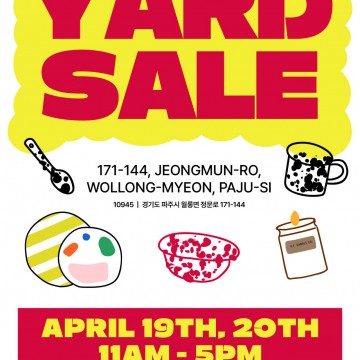 YARD
SALE
171-144, JEONGMUN-RO,
WOLLONG-MYEON, PAJU-SI
10945 | 경기도 파주시 월롱면 정문로 171-144
APRIL 19TH, 20TH
11AM - 5PM